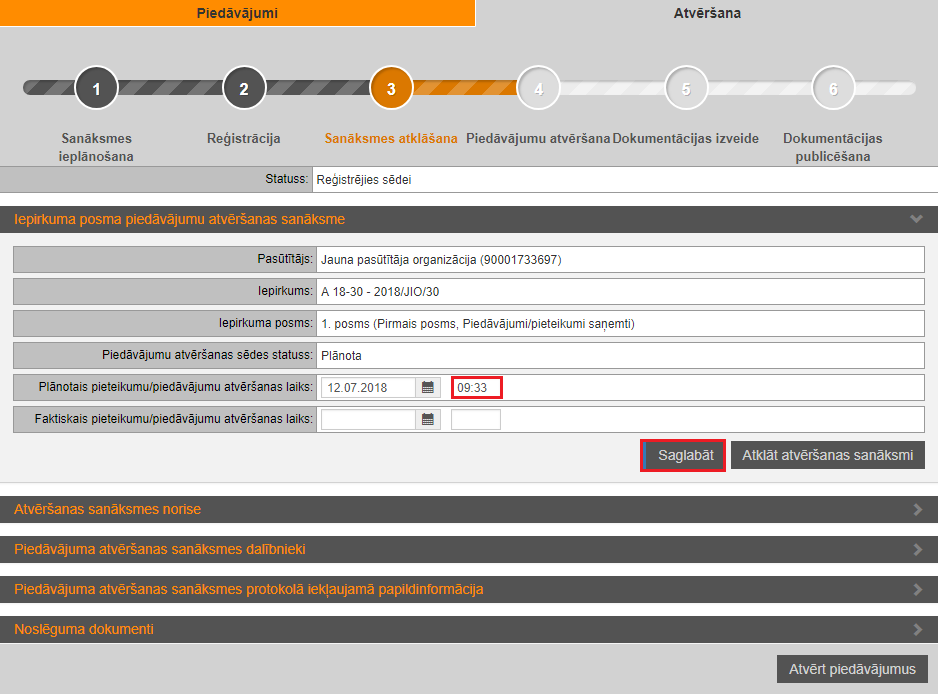 Piedāvājumi Atvēršana
1 2 3 4 5 6
Sanāksmes ieplānošana
Reģistrācija
Sanāksmes atklāšana
Piedāvājumu atvēršana
Dokumentācijas izveide
Dokumentācijas publicēšana
Statuss: Reģistrējies sēdei
Iepirkuma posma piedāvājumu atvēršanas sanāksme
Pasūtītājs: Jauna pasūtītāja organizācija (90001733697)
Iepirkums: A 18-30 - 2018/JIO/30
Iepirkuma posms: 1. posms (Pirmais posms, Piedāvājumi/pieteikumi saņemti)
Piedāvājumu atvēršanas sēdes statuss: Plānota
Plānotais pieteikumu/piedāvājumu atvēršanas laiks: 12.07.2018 09:33
Faktiskais pieteikumu/piedāvājumu atvēršanas laiks:
Saglabāt Atklāt atvēršanas sanāksmi
Atvēršanas sanāksmes norise
Piedāvājuma atvēršanas sanāksmes dalībnieki
Piedāvājuma atvēršanas sanāksmes protokolā iekļaujamā papildinformācija
Noslēguma dokumenti
Atvērt piedāvājumus